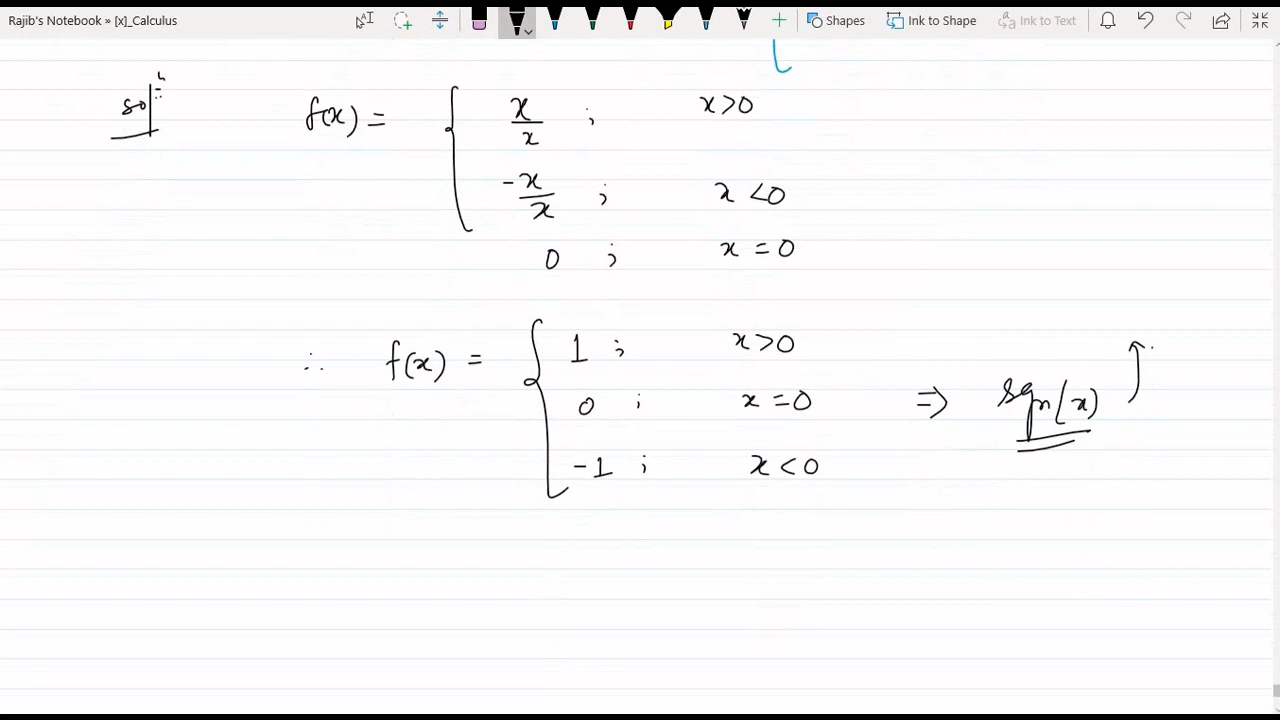 Rajib's Notebook » [x]_Calculus
Shapes
Ink to Shape
Ink to Text
Sol^n
f(x) = { x/x ; x>0
-x/x ; x<0
0 ; x=0
∴ f(x) = { 1 ; x>0
0 ; x=0 ⇒ sgn(x)
-1 ; x<0